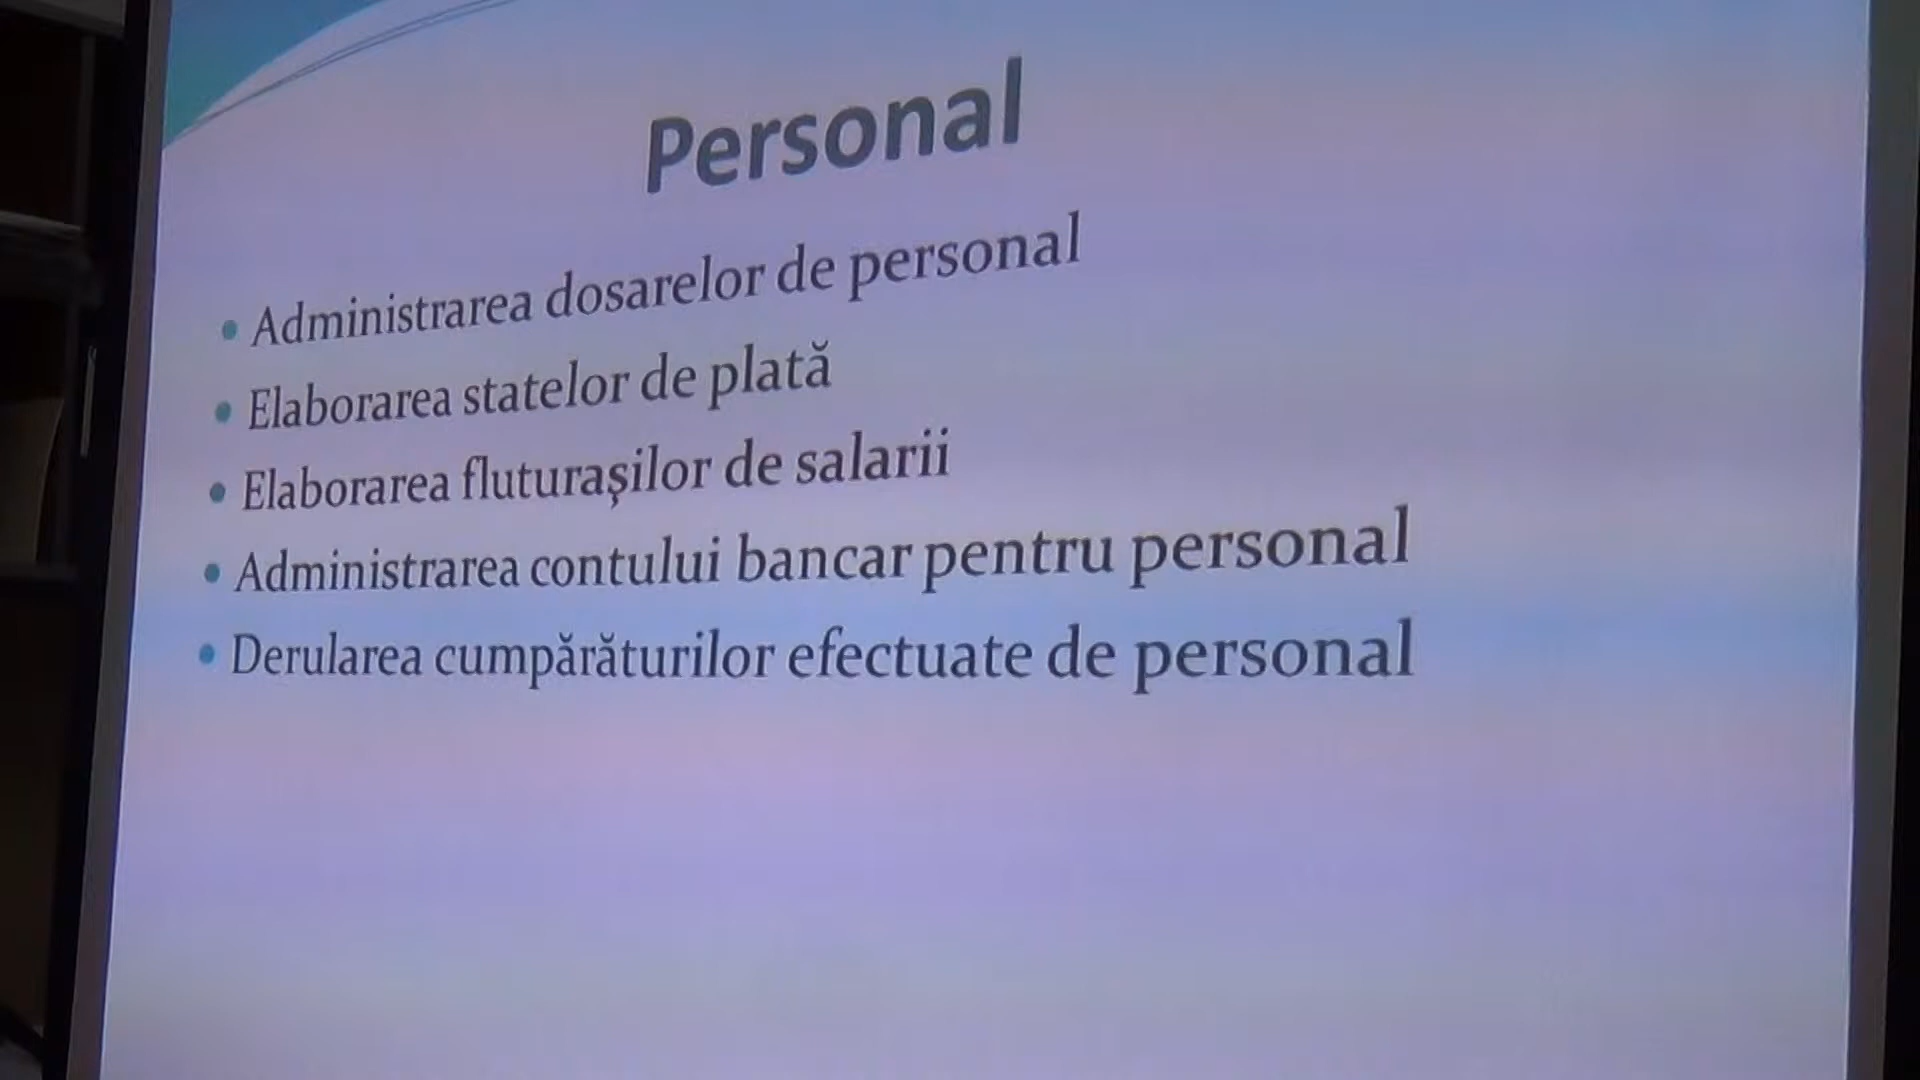 Personal
• Administrarea dosarelor de personal
• Elaborarea statelor de plată
• Elaborarea fluturaşilor de salarii
• Administrarea contului bancar pentru personal
• Derularea cumpărăturilor efectuate de personal